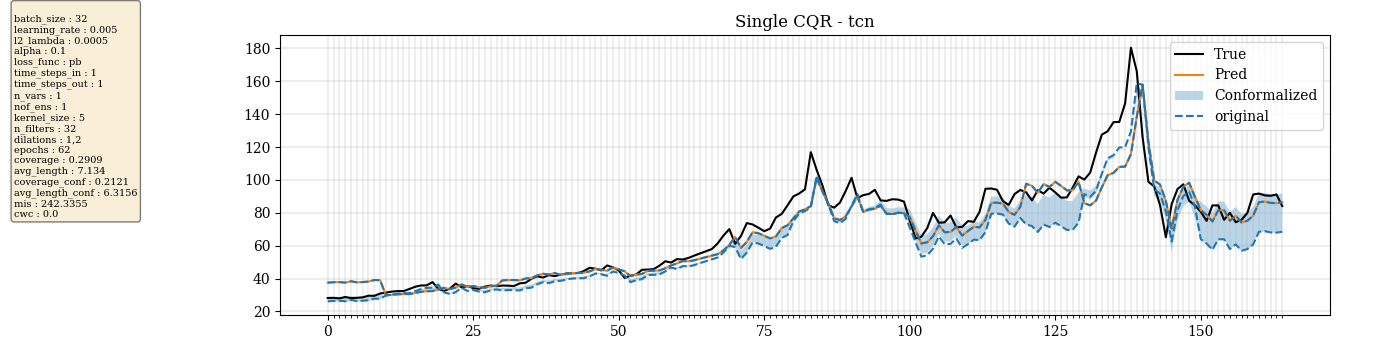 batch_size : 32
learning_rate : 0.005
l2_lambda : 0.0005
alpha : 0.1
loss_func : pb
time_steps_in : 1
time_steps_out : 1
n_vars : 1
nof_ens : 1
kernel_size : 5
n_filters : 32
dilations : 1,2
epochs : 62
coverage : 0.2909
avg_length : 7.134
coverage_conf : 0.2121
avg_length_conf : 6.3156
mis : 242.3355
cwc : 0.0
Single CQR - tcn
180
160
140
120
100
80
60
40
20
True
Pred
Conformalized
original
0 25 50 75 100 125 150